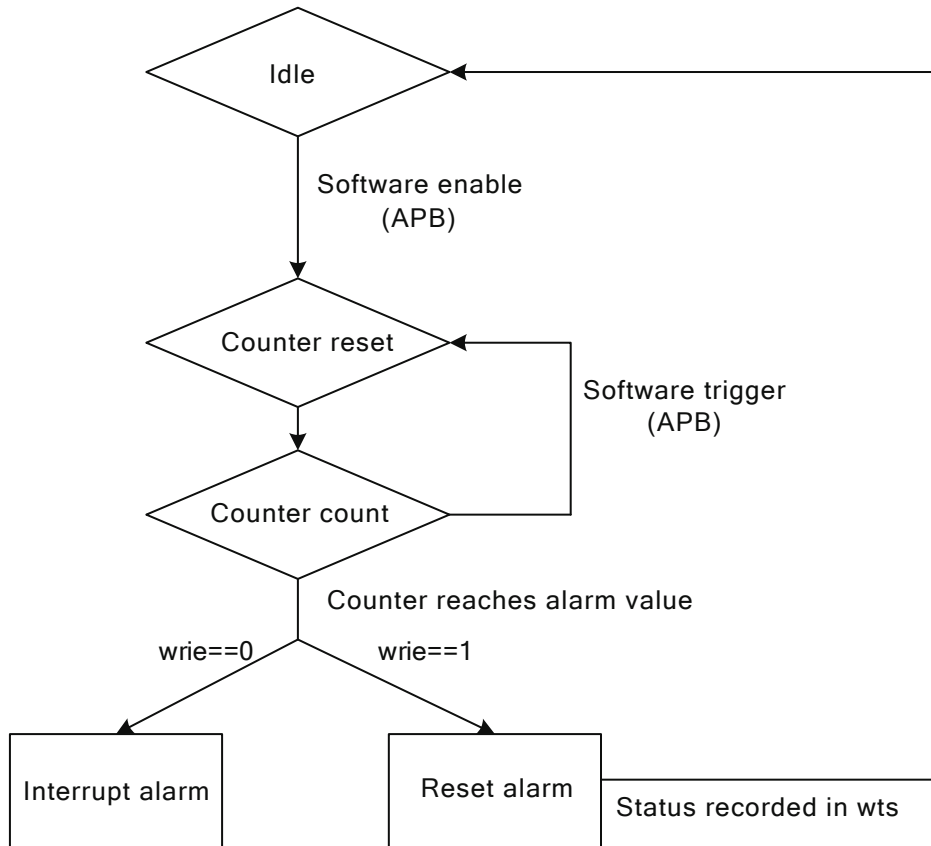 Idle
Software enable
(APB)
Counter reset
Software trigger
(APB)
Counter count
Counter reaches alarm value
wrie==0
wrie==1
Interrupt alarm
Reset alarm
Status recorded in wts